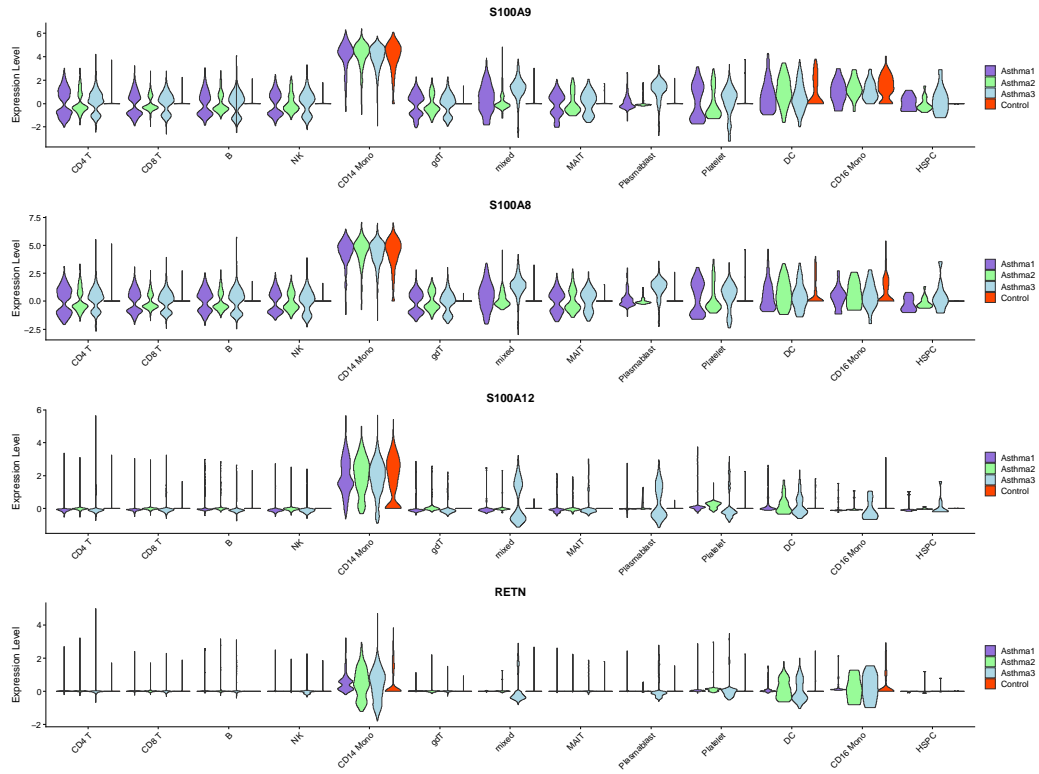 S100A9
Expression Level
6
4
2
0
−2
CD4 T
CD8 T
B
NK
CD14 Mono
gdT
mixed
MAIT
Plasmablast
Platelet
DC
CD16 Mono
HSPC
Asthma1
Asthma2
Asthma3
Control
S100A8
Expression Level
7.5
5.0
2.5
0.0
−2.5
CD4 T
CD8 T
B
NK
CD14 Mono
gdT
mixed
MAIT
Plasmablast
Platelet
DC
CD16 Mono
HSPC
Asthma1
Asthma2
Asthma3
Control
S100A12
Expression Level
6
4
2
0
CD4 T
CD8 T
B
NK
CD14 Mono
gdT
mixed
MAIT
Plasmablast
Platelet
DC
CD16 Mono
HSPC
Asthma1
Asthma2
Asthma3
Control
RETN
Expression Level
4
2
0
−2
CD4 T
CD8 T
B
NK
CD14 Mono
gdT
mixed
MAIT
Plasmablast
Platelet
DC
CD16 Mono
HSPC
Asthma1
Asthma2
Asthma3
Control